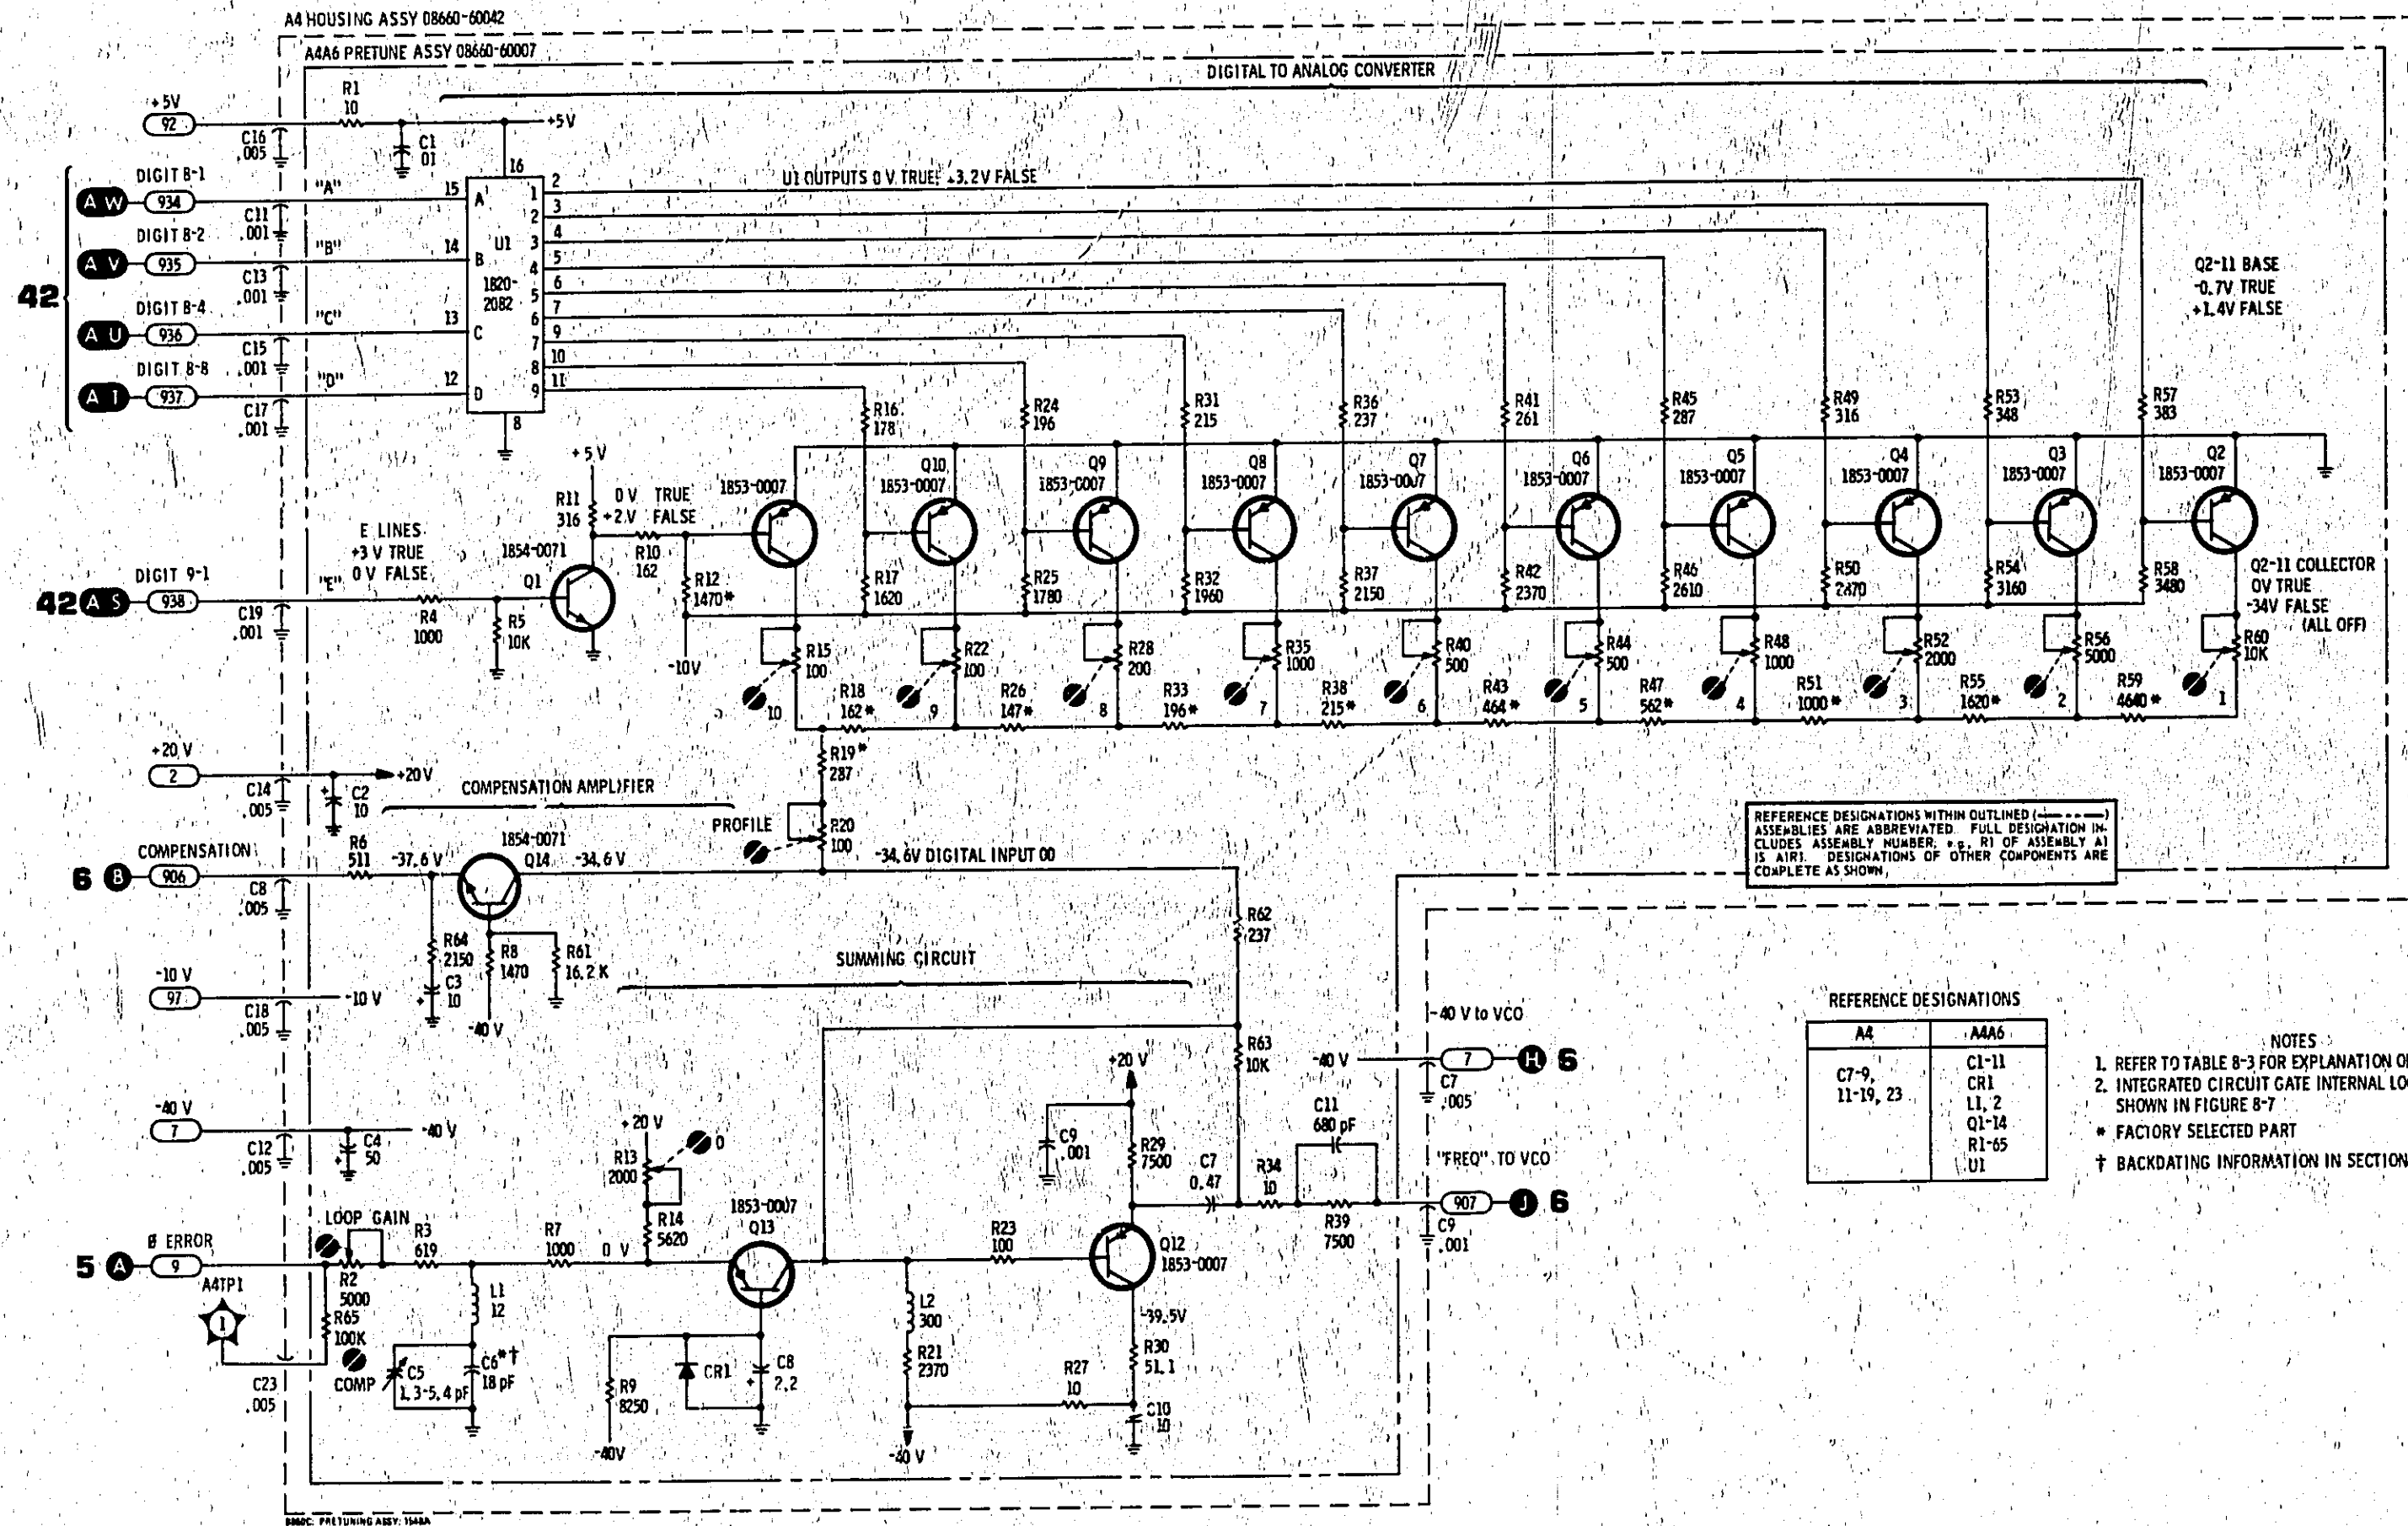 A4 HOUSING ASSY 08660-60042
A4A6 PRETUNE ASSY 08660-60007
DIGITAL TO ANALOG CONVERTER
+5V
92
C16
.005
R1
10
C1
01
+5V
16
42
DIGIT 8-1
A W
934
"A"
15
C11
.001
DIGIT 8-2
A V
935
"B"
14
C13
.001
DIGIT 8-4
A U
936
"C"
13
C15
.001
DIGIT 8-8
937
"D"
12
C17
.001
A
B
C
D
U1
1820-
2082
8
1
2
3
4
5
6
7
8
9
2
3
4
5
6
7
9
10
11
U1 OUTPUTS 0 V TRUE, +3.2V FALSE
Q2-11 BASE
-0.7V TRUE
+1.4V FALSE
R16
178
R24
196
R31
215
R36
237
R41
261
R45
287
R49
316
R53
348
R57
383
42
DIGIT 9-1
A S
938
"E"
C19
.001
E LINES
+3 V TRUE
0 V FALSE
R4
1000
R5
10K
1854-0071
Q1
+5 V
R11
316
0 V TRUE
+2 V FALSE
R10
162
R12
1470*
-10V
1853-0007
Q10
1853-0007
Q9
1853-0007
Q8
1853-0007
Q7
1853-0007
Q6
1853-0007
Q5
1853-0007
Q4
1853-0007
Q3
1853-0007
Q2
1853-0007
R17
1620
R25
1780
R32
1960
R37
2150
R42
2370
R46
2610
R50
2870
R54
3160
R58
3480
Q2-11 COLLECTOR
0V TRUE
-34V FALSE
(ALL OFF)
R15
100
R22
100
R28
200
R35
1000
R40
500
R44
500
R48
1000
R52
2000
R56
5000
R60
10K
10
9
8
7
6
5
4
3
2
1
R18
162*
R26
147*
R33
196*
R38
215*
R43
464*
R47
562*
R51
1000*
R55
1620*
R59
4640*
R19*
287
PROFILE
R20
100
+20 V
2
C14
.005
C2
10
+20V
COMPENSATION AMPLIFIER
COMPENSATION
6 B
906
C8
.005
R6
511
-37.6 V
1854-0071
Q14
-34.6 V
-34.6V DIGITAL INPUT 00
R64
2150
C3
10
R8
1470
R61
16.2 K
-40 V
R62
237
SUMMING CIRCUIT
REFERENCE DESIGNATIONS WITHIN OUTLINED
ASSEMBLIES ARE ABBREVIATED. FULL DESIGNATION IN-
CLUDES ASSEMBLY NUMBER; e.g., R1 OF ASSEMBLY A1
IS A1R1. DESIGNATIONS OF OTHER COMPONENTS ARE
COMPLETE AS SHOWN.
-10 V
97
C18
.005
-10 V
-40 V
7
C12
.005
C4
50
-40 V
+20 V
R13
2000
0
R14
5620
1853-0007
Q13
R63
10K
+20 V
C9
.001
R29
7500
C7
0.47
R34
10
C11
680 pF
R39
7500
-40 V to VCO
-40 V
7
H 6
C7
.005
"FREQ" TO VCO
907
J 6
C9
.001
Ø ERROR
5 A
9
LOOP GAIN
R2
5000
R3
619
R7
1000
0 V
A4TP1
1
R65
100K
C23
.005
COMP
C5
1.3-5.4 pF
L1
12
C6*†
18 pF
R9
8250
-40V
CR1
C8
2.2
R23
100
Q12
1853-0007
L2
300
R21
2370
-40 V
-39.5V
R30
51.1
R27
10
C10
10
REFERENCE DESIGNATIONS
A4
A4A6
C7-9,
11-19, 23
C1-11
CR1
L1, 2
Q1-14
R1-65
U1
NOTES
1. REFER TO TABLE 8-3 FOR EXPLANATION
2. INTEGRATED CIRCUIT GATE INTERNAL
SHOWN IN FIGURE 8-7
* FACTORY SELECTED PART
† BACKDATING INFORMATION IN SECTION